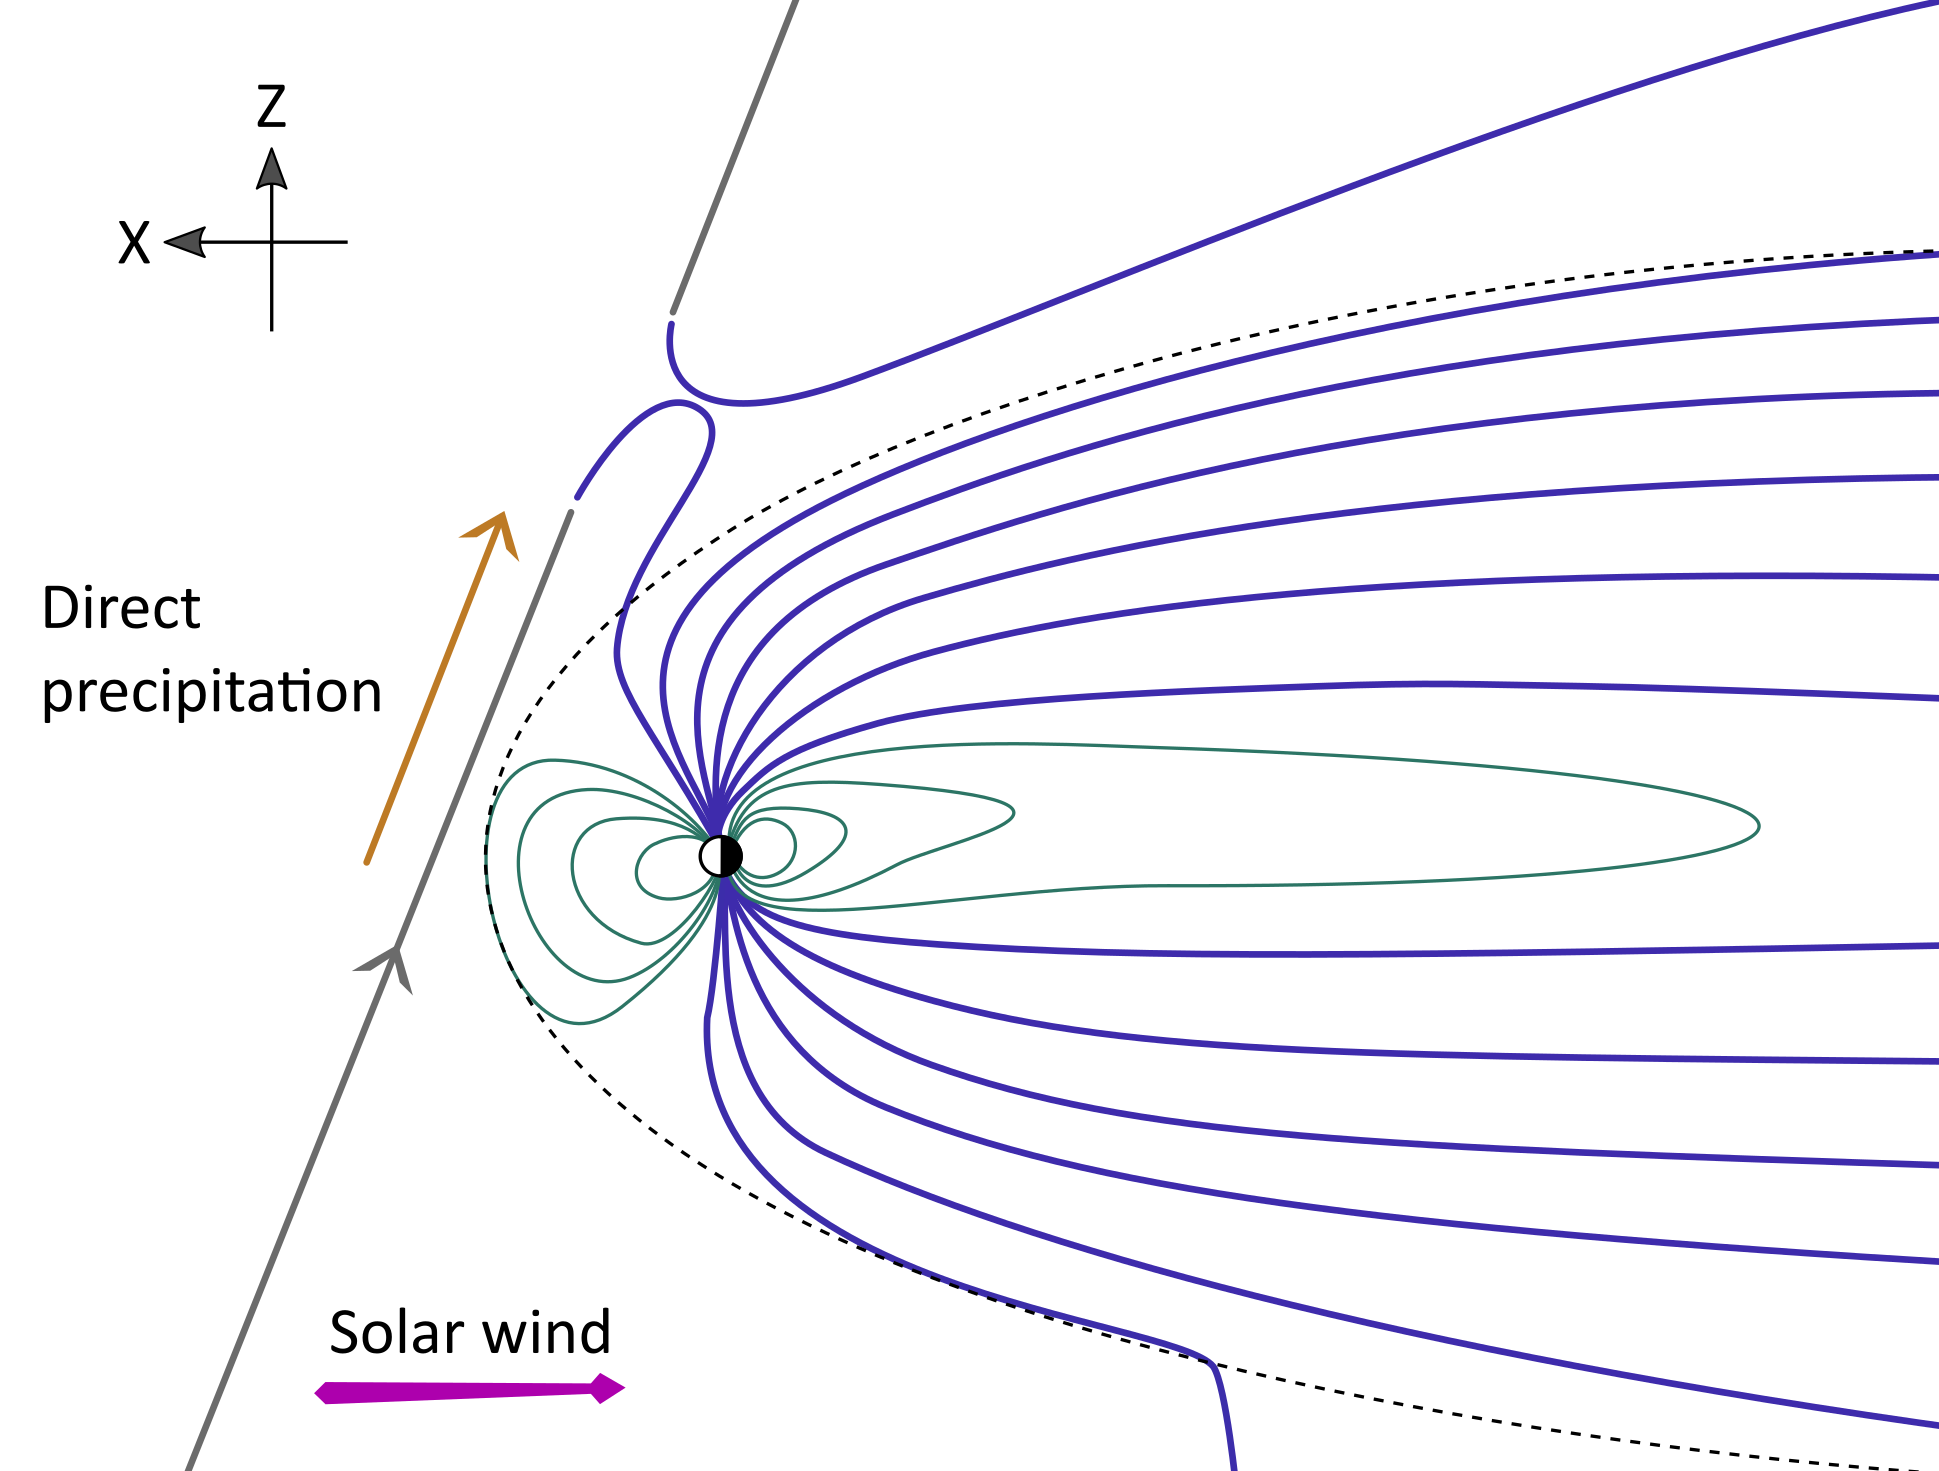 Z
X
Direct
precipitation
Solar wind